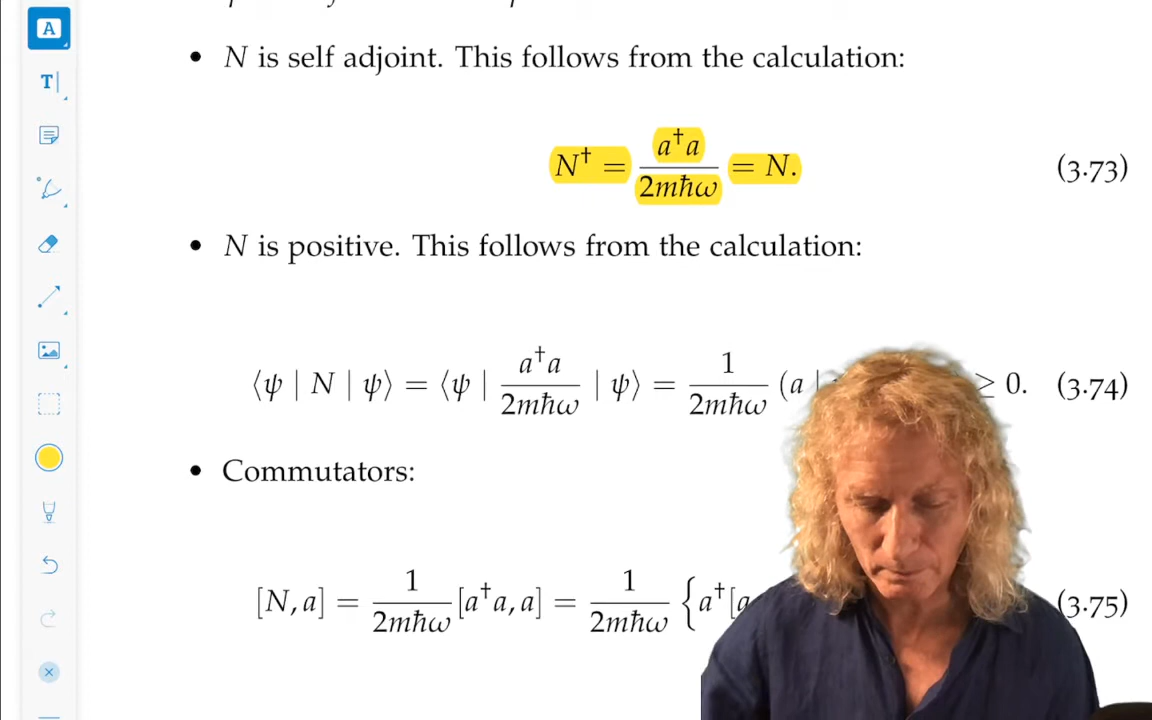 A
T
• N is self adjoint. This follows from the calculation:
N† = a†a / 2mħω = N. (3.73)
• N is positive. This follows from the calculation:
⟨ψ | N | ψ⟩ = ⟨ψ | a†a / 2mħω | ψ⟩ = 1 / 2mħω (a | ≥ 0. (3.74)
• Commutators:
[N, a] = 1 / 2mħω [a†a, a] = 1 / 2mħω {a†[a (3.75)